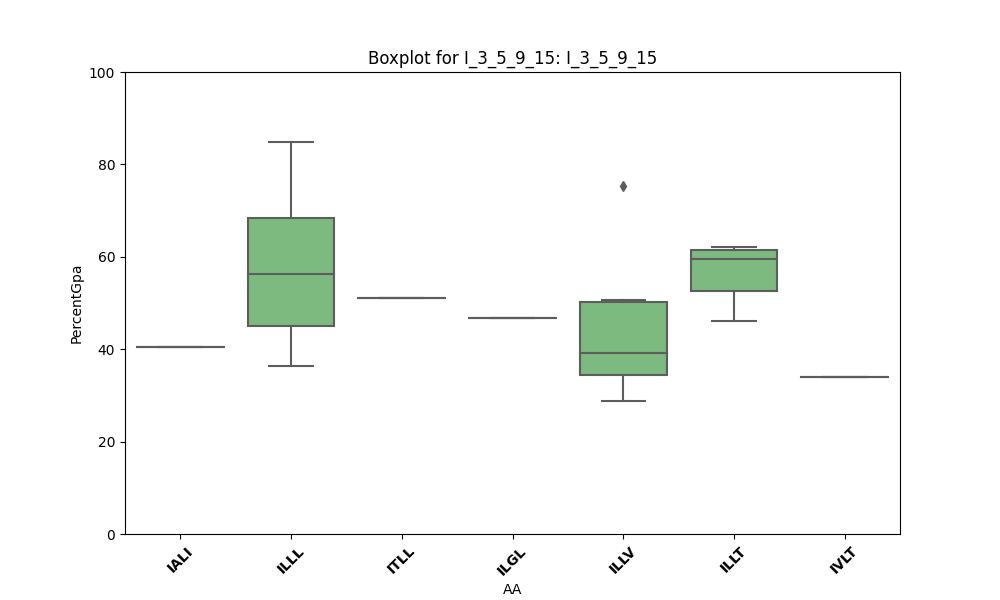 Boxplot for I_3_5_9_15: I_3_5_9_15
100
80
60
40
20
0
PercentGpa
IALI
ILLL
ITLL
ILGL
ILLV
ILLT
IVLT
AA